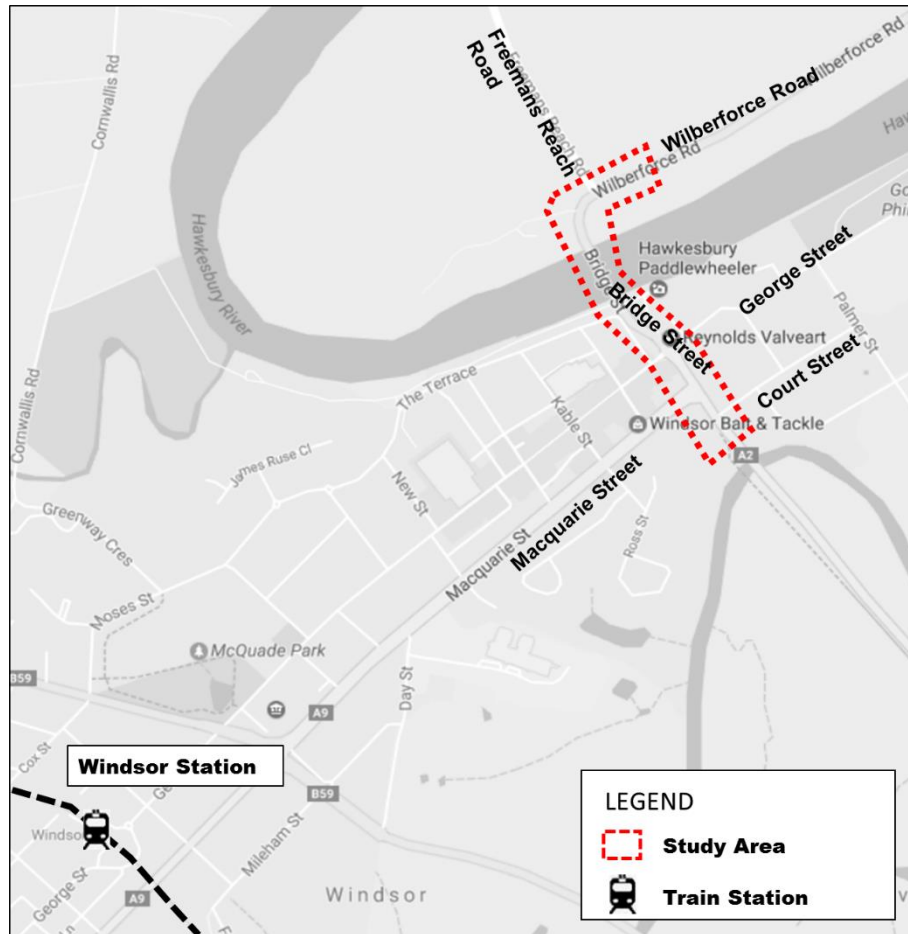 Cornwallis Rd
Freemans Reach
Road
Freemans Reach Rd
Wilberforce Rd
Wilberforce Road
Wilberforce Rd
Hawkesbury River
Hawkesbury
Paddlewheeler
George Street
Bridge St
Bridge Street
Reynolds Valveart
Palmer St
Court Street
The Terrace
Kable St
Windsor Bait & Tackle
A2
Cornwallis Rd
James Ruse Cl
New St
Macquarie Street
Ross St
Greenway Cres
Macquarie St
Moses St
McQuade Park
Day St
B59
A9
Cox St
Windsor Station
B59
Mileham St
George St
A9
Windsor
LEGEND
Study Area
Train Station